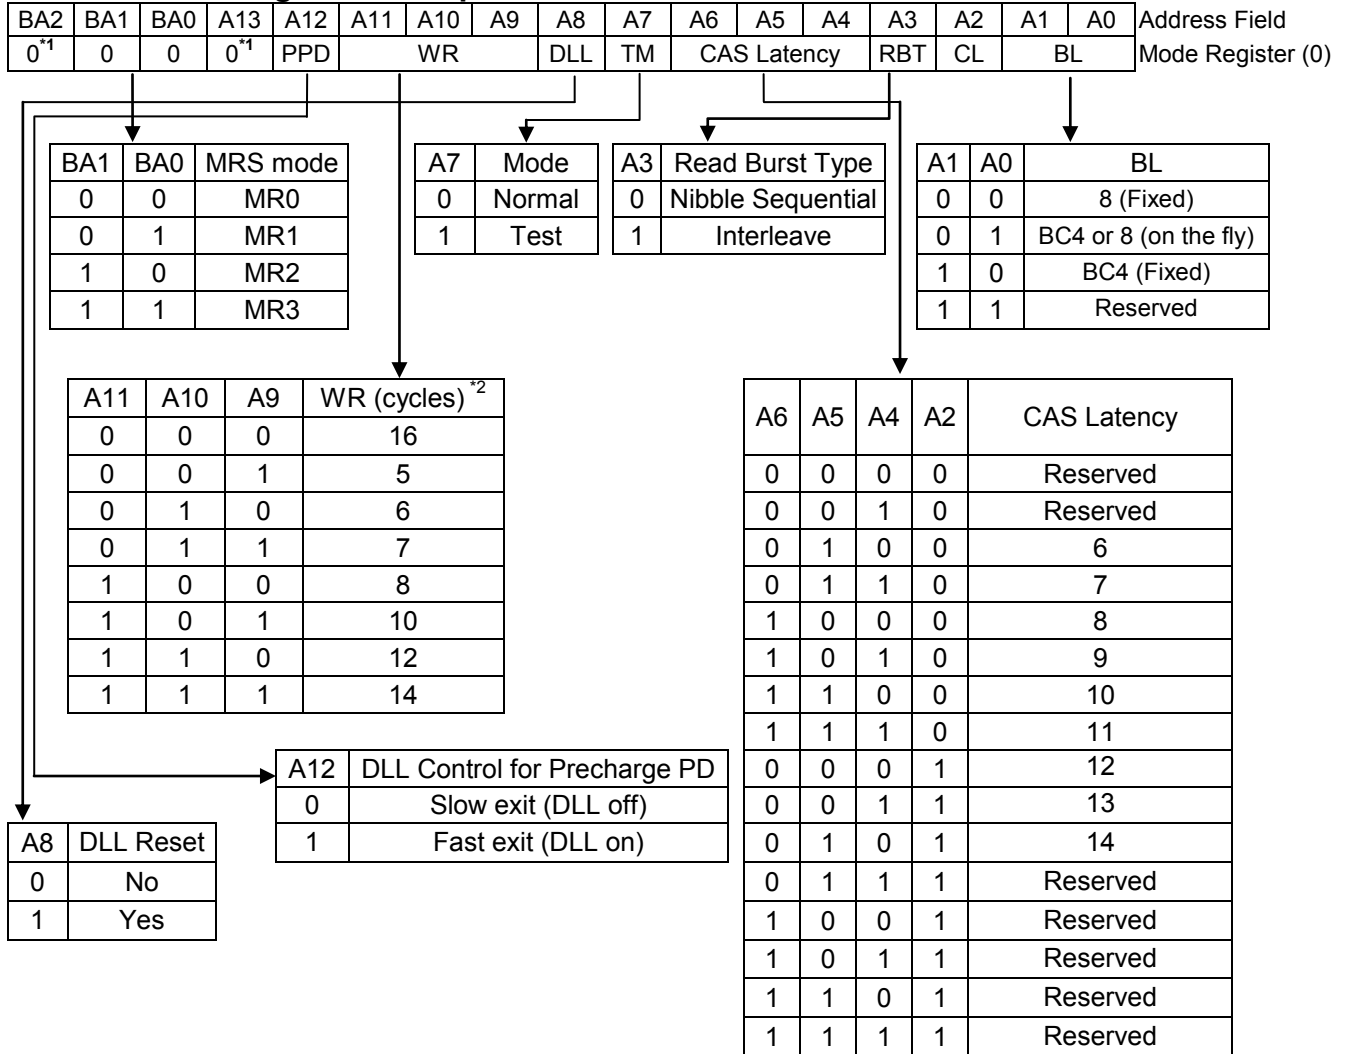 BA2 BA1 BA0 A13 A12 A11 A10 A9 A8 A7 A6 A5 A4 A3 A2 A1 A0 Address Field
0*1 0 0 0*1 PPD WR DLL TM CAS Latency RBT CL BL Mode Register (0)
BA1 BA0 MRS mode
0 0 MR0
0 1 MR1
1 0 MR2
1 1 MR3
A7 Mode
0 Normal
1 Test
A3 Read Burst Type
0 Nibble Sequential
1 Interleave
A1 A0 BL
0 0 8 (Fixed)
0 1 BC4 or 8 (on the fly)
1 0 BC4 (Fixed)
1 1 Reserved
A11 A10 A9 WR (cycles) *2
0 0 0 16
0 0 1 5
0 1 0 6
0 1 1 7
1 0 0 8
1 0 1 10
1 1 0 12
1 1 1 14
A6 A5 A4 A2 CAS Latency
0 0 0 0 Reserved
0 0 1 0 Reserved
0 1 0 0 6
0 1 1 0 7
1 0 0 0 8
1 0 1 0 9
1 1 0 0 10
1 1 1 0 11
0 0 0 1 12
0 0 1 1 13
0 1 0 1 14
0 1 1 1 Reserved
1 0 0 1 Reserved
1 0 1 1 Reserved
1 1 0 1 Reserved
1 1 1 1 Reserved
A12 DLL Control for Precharge PD
0 Slow exit (DLL off)
1 Fast exit (DLL on)
A8 DLL Reset
0 No
1 Yes